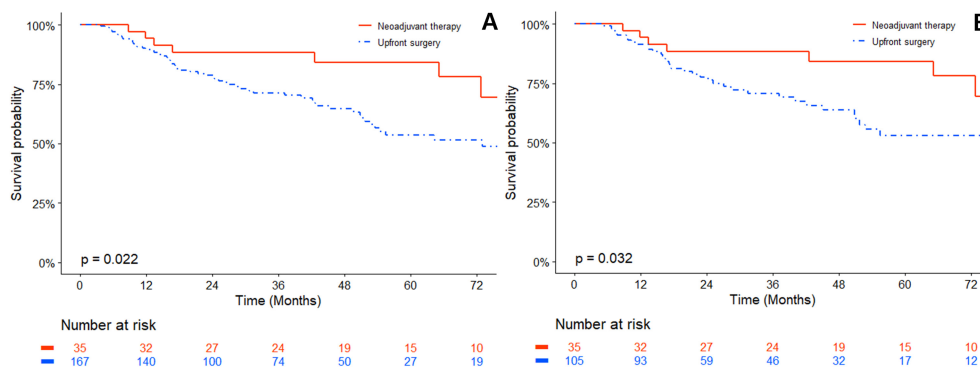 A
100%
75%
50%
25%
0%
Survival probability
Neoadjuvant therapy
Upfront surgery
p = 0.022
0 12 24 36 48 60 72
Time (Months)
Number at risk
35 32 27 24 19 15 10
167 140 100 74 50 27 19
100%
75%
50%
25%
0%
Survival probability
Neoadjuvant therapy
Upfront surgery
p = 0.032
0 12 24 36 48 60 72
Time (Months)
Number at risk
35 32 27 24 19 15 10
105 93 59 46 32 17 12